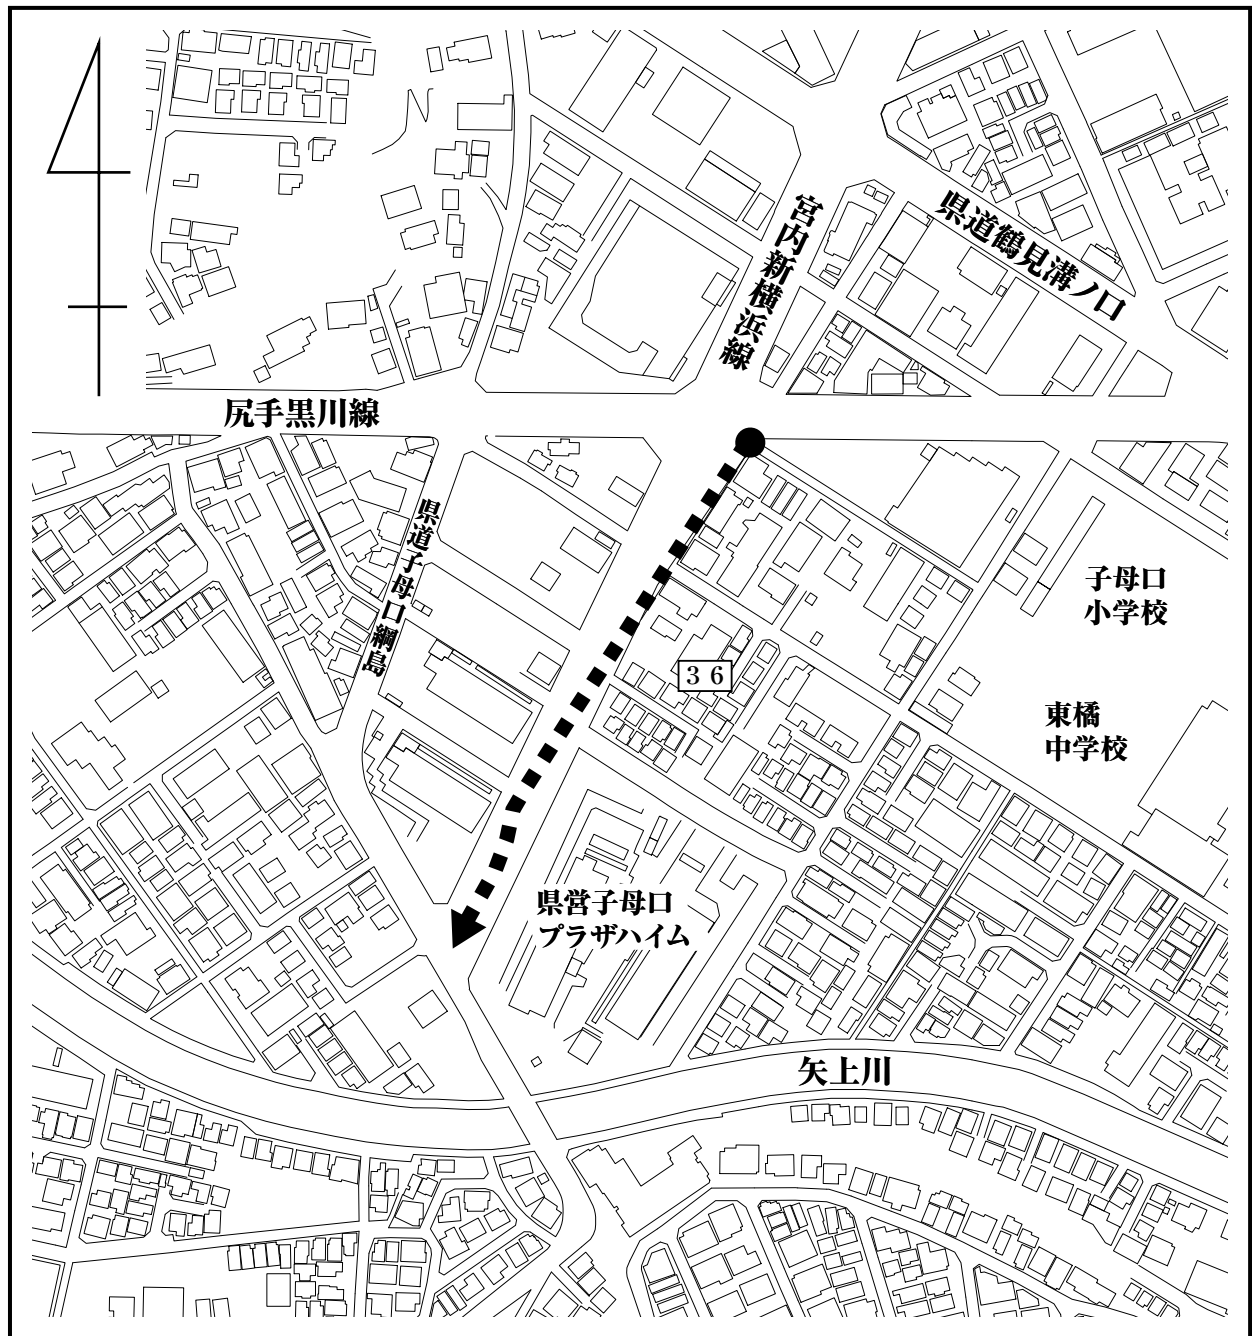 宮内新横浜線
県道鶴見溝ノ口
尻手黒川線
県道子母口綱島
子母口
小学校
36
東橘
中学校
県営子母口
プラザハイム
矢上川